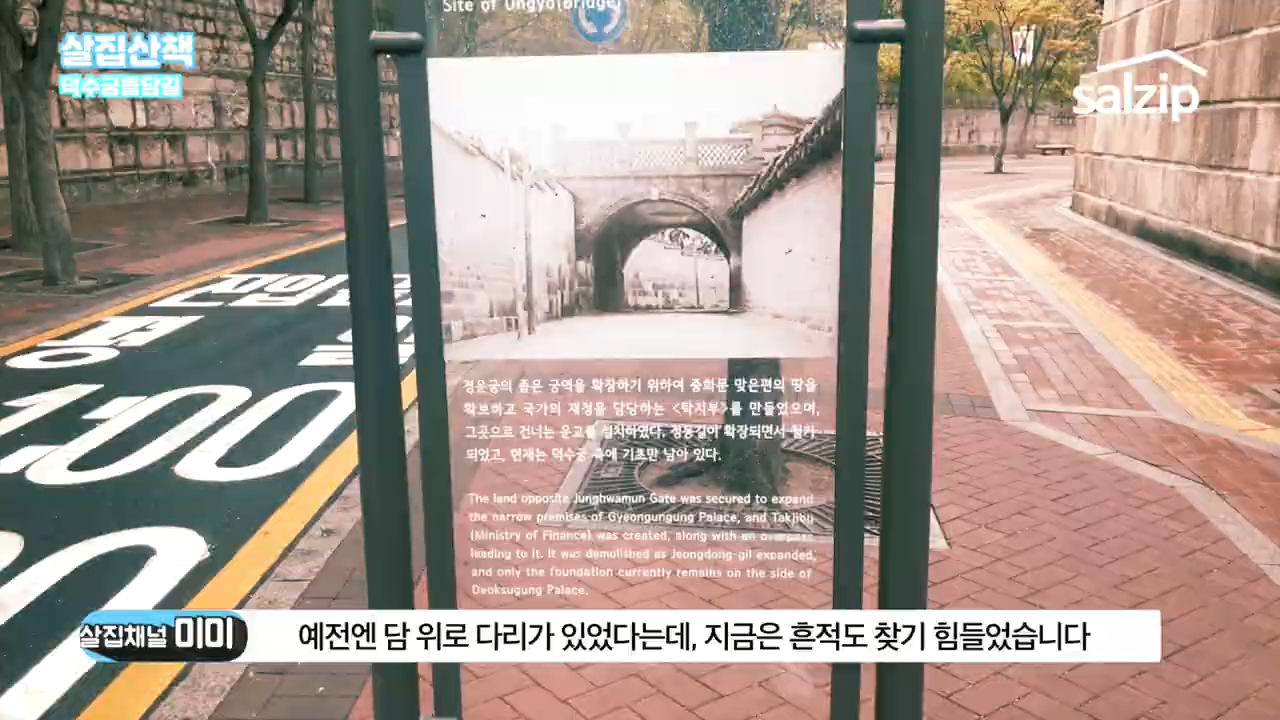 Site of Ungyo(Bridge)
살집산책
덕수궁돌담길
salzip
전입
1:00
경운궁의 좁은 궁역을 확장하기 위하여 중화문 맞은편의 땅을
확보하고 국가의 재정을 담당하는 <탁지부>를 만들었으며,
그곳으로 건너는 운교를 설치하였다. 정동길이 확장되면서 철거
되었고, 현재는 덕수궁 측에 기초만 남아 있다.
The land opposite Junghwamun Gate was secured to expand
the narrow premises of Gyeongungung Palace, and Takjibu
(Ministry of Finance) was created, along with an overpass
leading to it. It was demolished as Jeongdong-gil expanded,
and only the foundation currently remains on the side of
Deoksugung Palace.
살집채널 미미
예전엔 담 위로 다리가 있었다는데, 지금은 흔적도 찾기 힘들었습니다